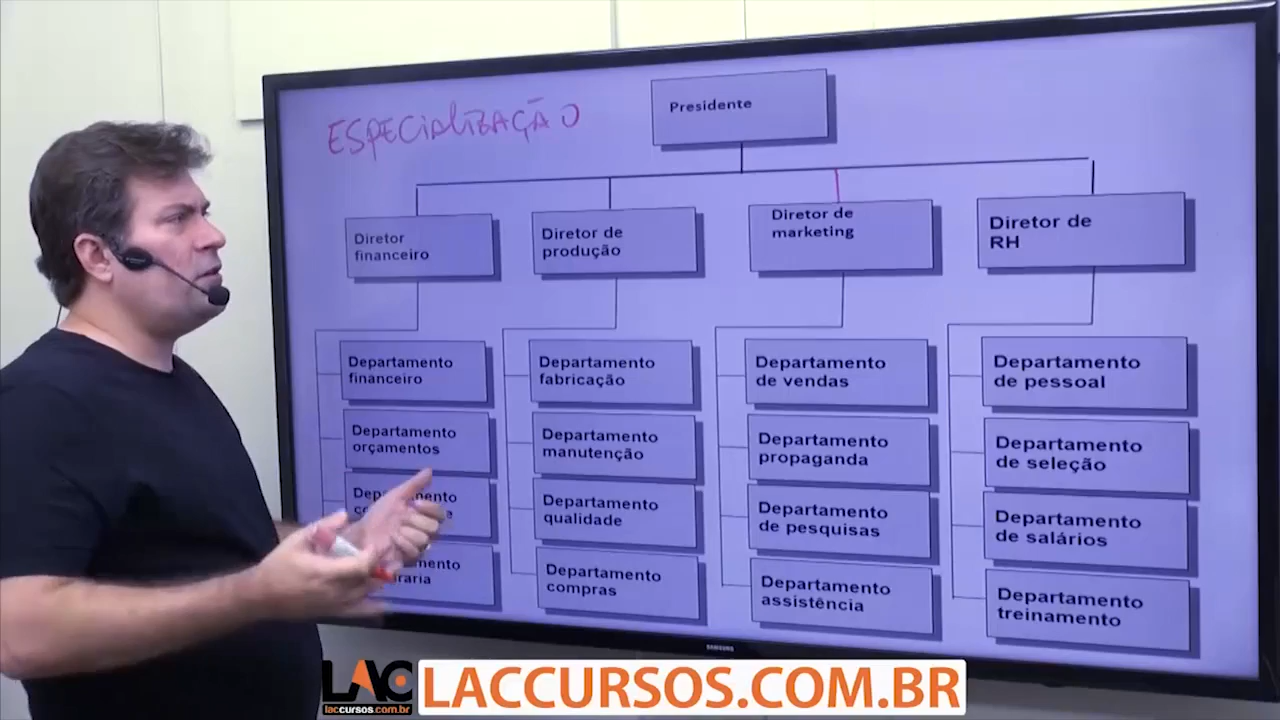 ESPECIALIZAÇÃO
Presidente
Diretor
financeiro
Diretor de
produção
Diretor de
marketing
Diretor de
RH
Departamento
financeiro
Departamento
orçamentos
Departamento
fabricação
Departamento
manutenção
Departamento
qualidade
Departamento
compras
Departamento
de vendas
Departamento
propaganda
Departamento
de pesquisas
Departamento
assistência
Departamento
de pessoal
Departamento
de seleção
Departamento
de salários
Departamento
treinamento
SAMSUNG
LAC
laccursos.com.br
LACCURSOS.COM.BR